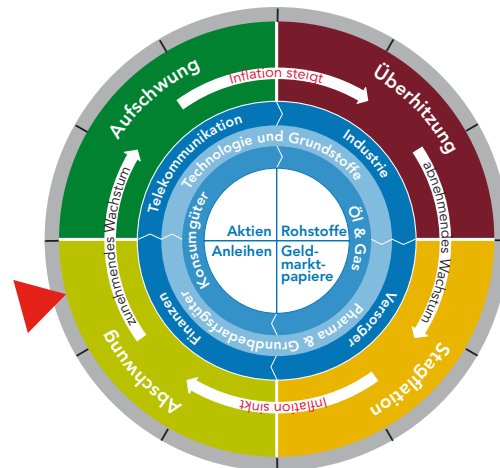 Aufschwung
Überhitzung
Inflation steigt
zunehmendes Wachstum
abnehmendes Wachstum
Telekommunikation
Industrie
Technologie und Grundstoffe
Konsumgüter
Öl & Gas
Aktien
Rohstoffe
Anleihen
Geld-
markt-
papiere
Finanzen
Versorger
Pharma & Grundbedarfsgüter
Abschwung
Stagflation
Inflation sinkt